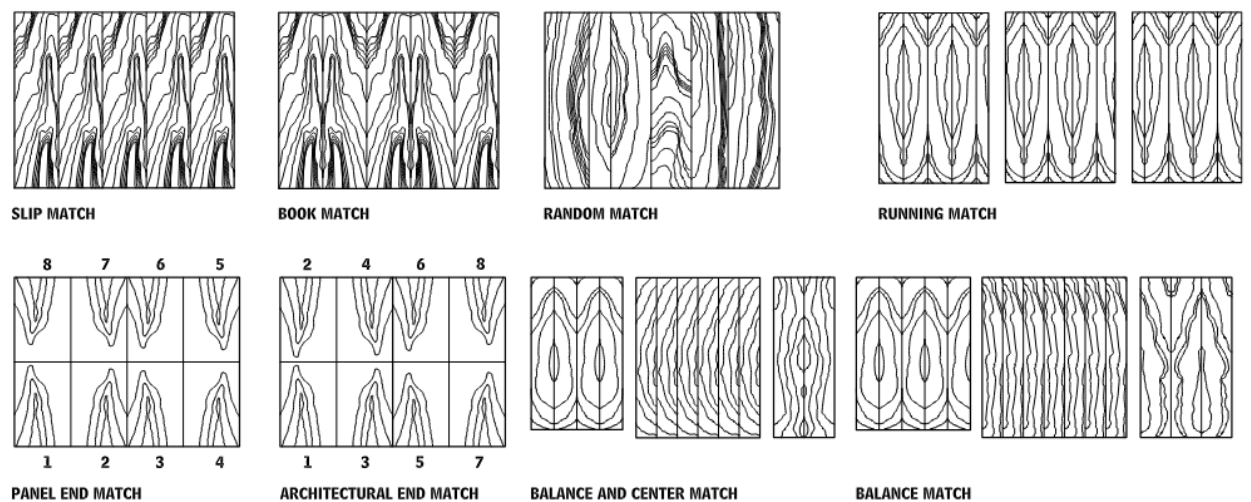 SLIP MATCH
BOOK MATCH
RANDOM MATCH
RUNNING MATCH
8 7 6 5
2 4 6 8
1 2 3 4
1 3 5 7
PANEL END MATCH
ARCHITECTURAL END MATCH
BALANCE AND CENTER MATCH
BALANCE MATCH